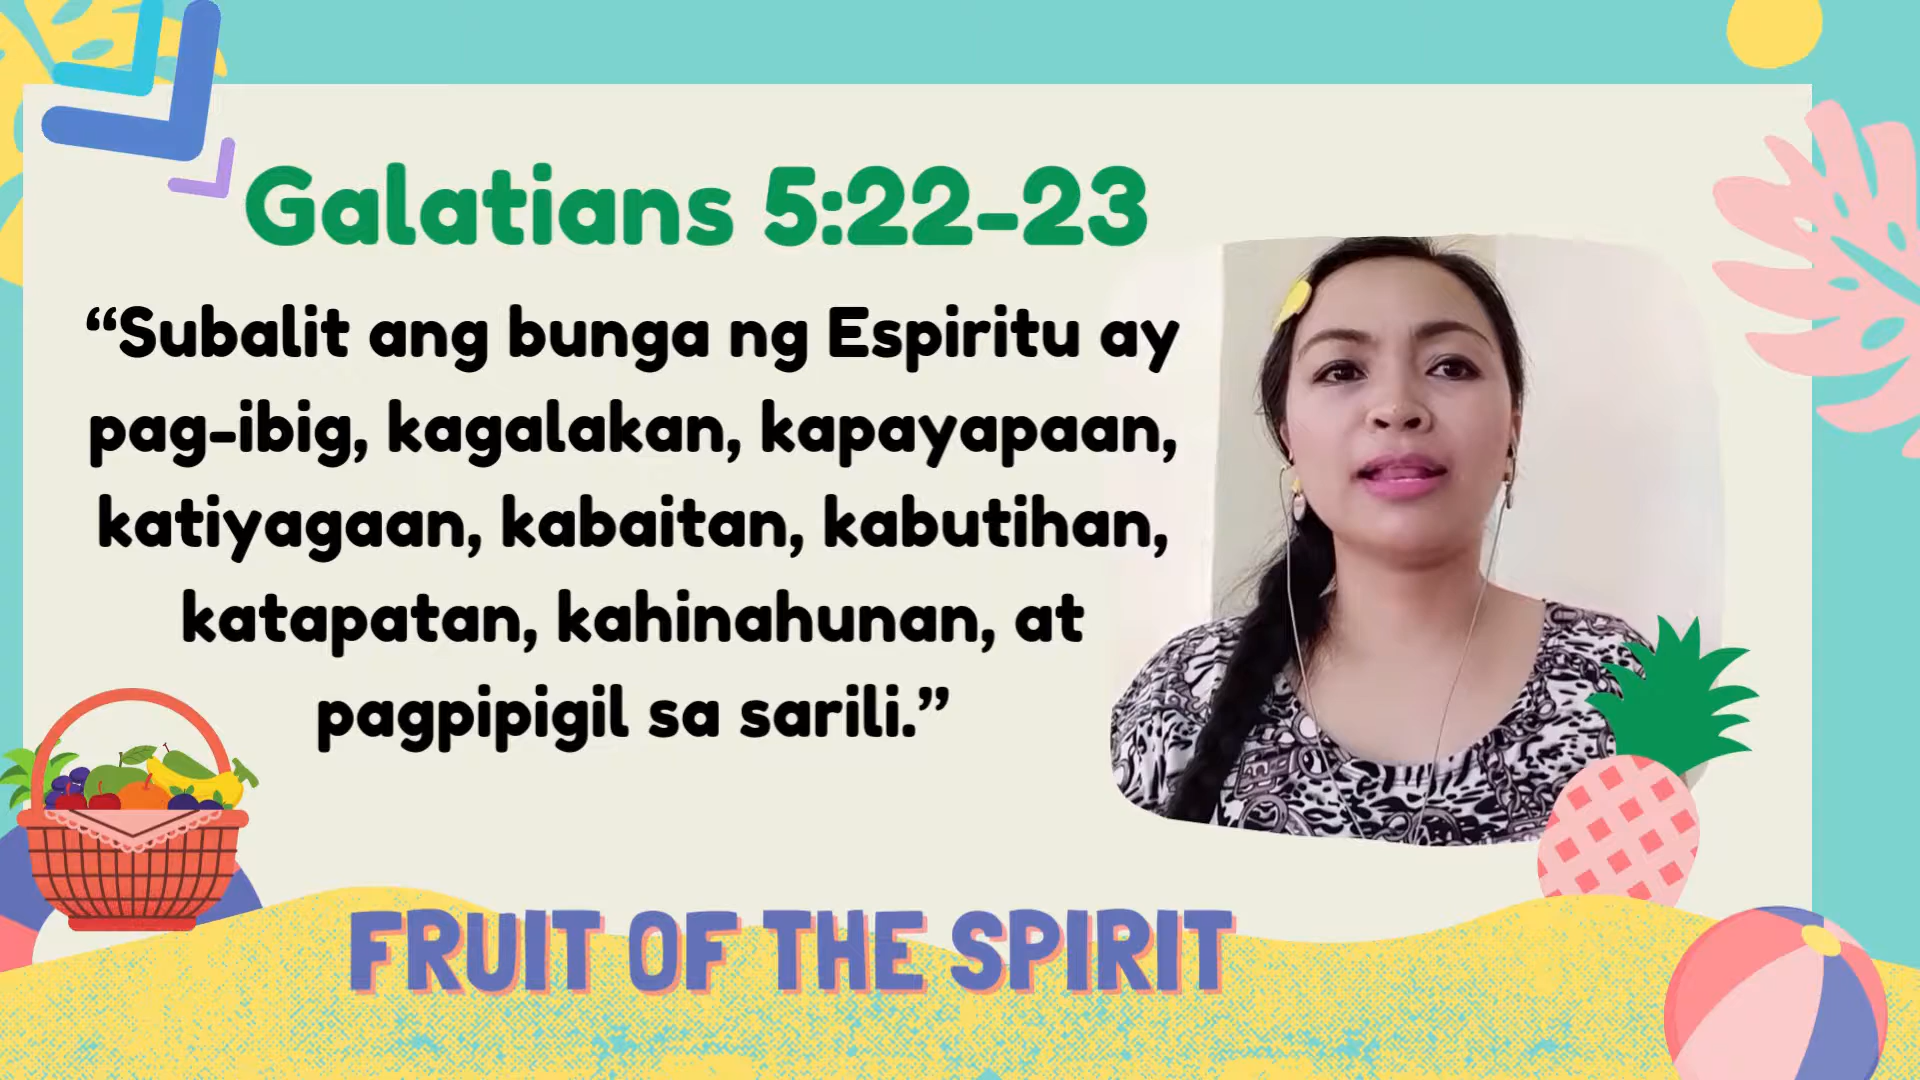 Galatians 5:22-23
“Subalit ang bunga ng Espiritu ay
pag-ibig, kagalakan, kapayapaan,
katiyagaan, kabaitan, kabutihan,
katapatan, kahinahunan, at
pagpipigil sa sarili.”
FRUIT OF THE SPIRIT